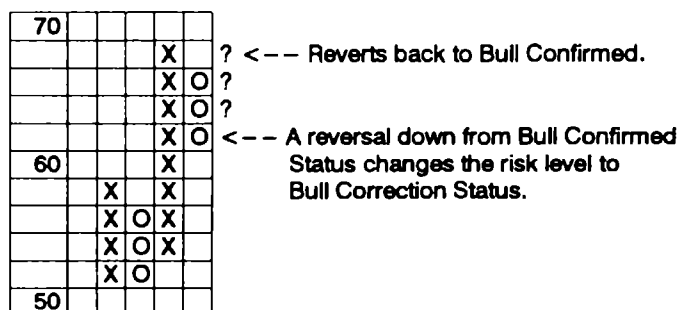 70
X ? <-- Reverts back to Bull Confirmed.
X O ?
X O ?
X O <-- A reversal down from Bull Confirmed
60 X Status changes the risk level to
X X Bull Correction Status.
X O X
X O X
X O
50